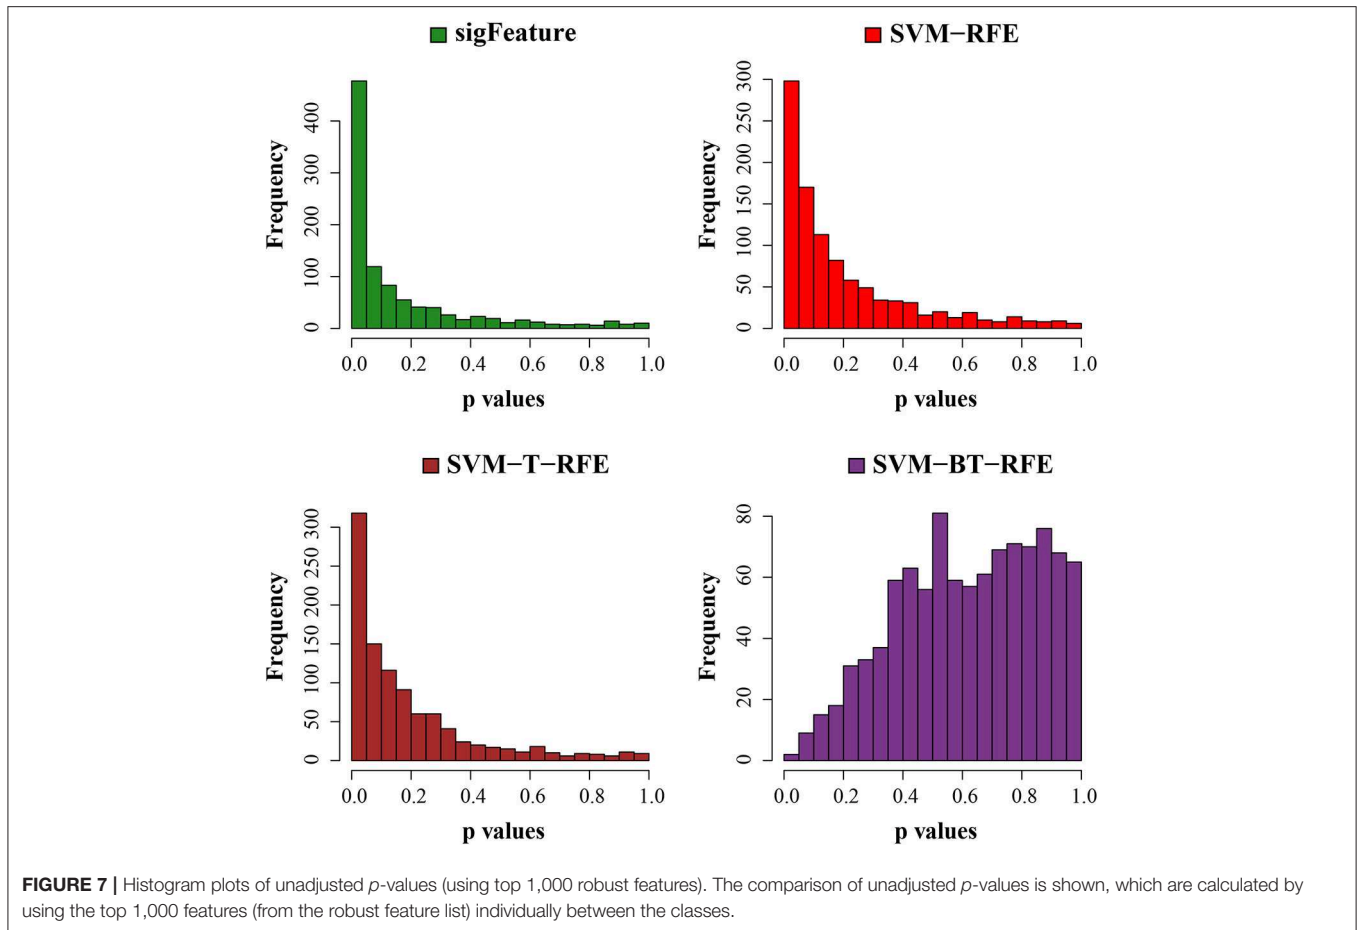 sigFeature
Frequency
0 100 200 300 400
0.0 0.2 0.4 0.6 0.8 1.0
p values
SVM−RFE
Frequency
0 50 100 150 200 250 300
0.0 0.2 0.4 0.6 0.8 1.0
p values
SVM−T−RFE
Frequency
0 50 100 150 200 250 300
0.0 0.2 0.4 0.6 0.8 1.0
p values
SVM−BT−RFE
Frequency
0 20 40 60 80
0.0 0.2 0.4 0.6 0.8 1.0
p values
FIGURE 7 | Histogram plots of unadjusted p-values (using top 1,000 robust features). The comparison of unadjusted p-values is shown, which are calculated by
using the top 1,000 features (from the robust feature list) individually between the classes.